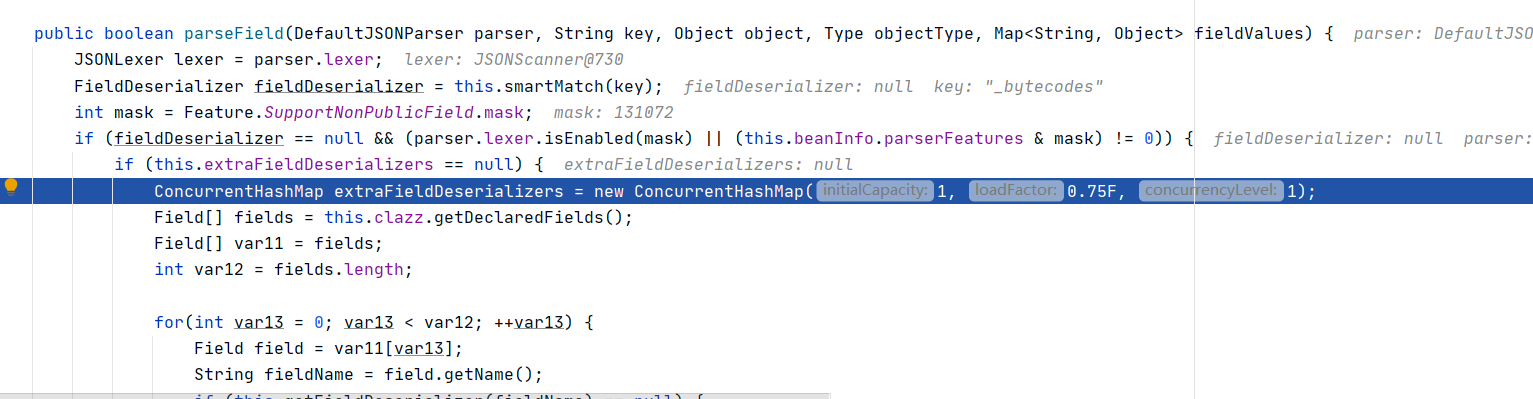 public boolean parseField(DefaultJSONParser parser, String key, Object object, Type objectType, Map<String, Object> fieldValues) {  parser: DefaultJSO
JSONLexer lexer = parser.lexer;  lexer: JSONScanner@730
FieldDeserializer fieldDeserializer = this.smartMatch(key);  fieldDeserializer: null  key: "_bytecodes"
int mask = Feature.SupportNonPublicField.mask;  mask: 131072
if (fieldDeserializer == null && (parser.lexer.isEnabled(mask) || (this.beanInfo.parserFeatures & mask) != 0)) {  fieldDeserializer: null  parser:
if (this.extraFieldDeserializers == null) {  extraFieldDeserializers: null
ConcurrentHashMap extraFieldDeserializers = new ConcurrentHashMap( initialCapacity: 1, loadFactor: 0.75F, concurrencyLevel: 1);
Field[] fields = this.clazz.getDeclaredFields();
Field[] var11 = fields;
int var12 = fields.length;
for(int var13 = 0; var13 < var12; ++var13) {
Field field = var11[var13];
String fieldName = field.getName();
if (this.getFieldDeserializer(fieldName) == null) {